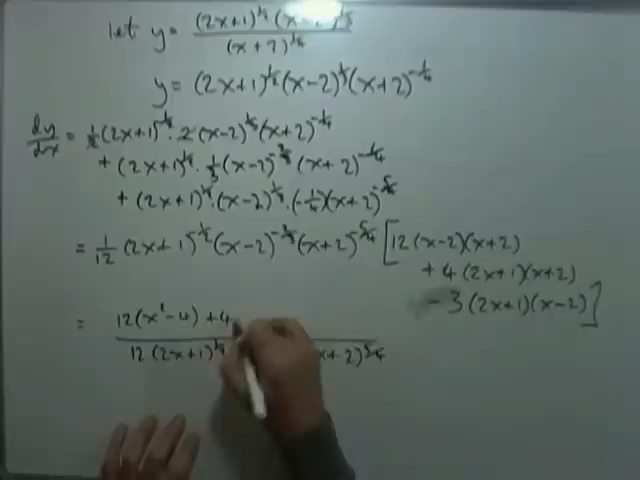 let y = (2x+1)^½ (x-2)^⅓ / (x+2)^¼
y = (2x+1)^½ (x-2)^⅓ (x+2)^-¼
dy/dx = ½ (2x+1)^-½ · 2 (x-2)^⅓ (x+2)^-¼
+ (2x+1)^½ · ⅓ (x-2)^-⅔ (x+2)^-¼
+ (2x+1)^½ · (x-2)^⅓ · (-¼)(x+2)^-5/4
= 1/12 (2x+1)^-½ (x-2)^-⅔ (x+2)^-5/4 [12 (x-2)(x+2)
+ 4 (2x+1)(x+2)
- 3 (2x+1)(x-2)]
= 12(x²-4) + 4
12 (2x+1)^½ x+2)^5/4